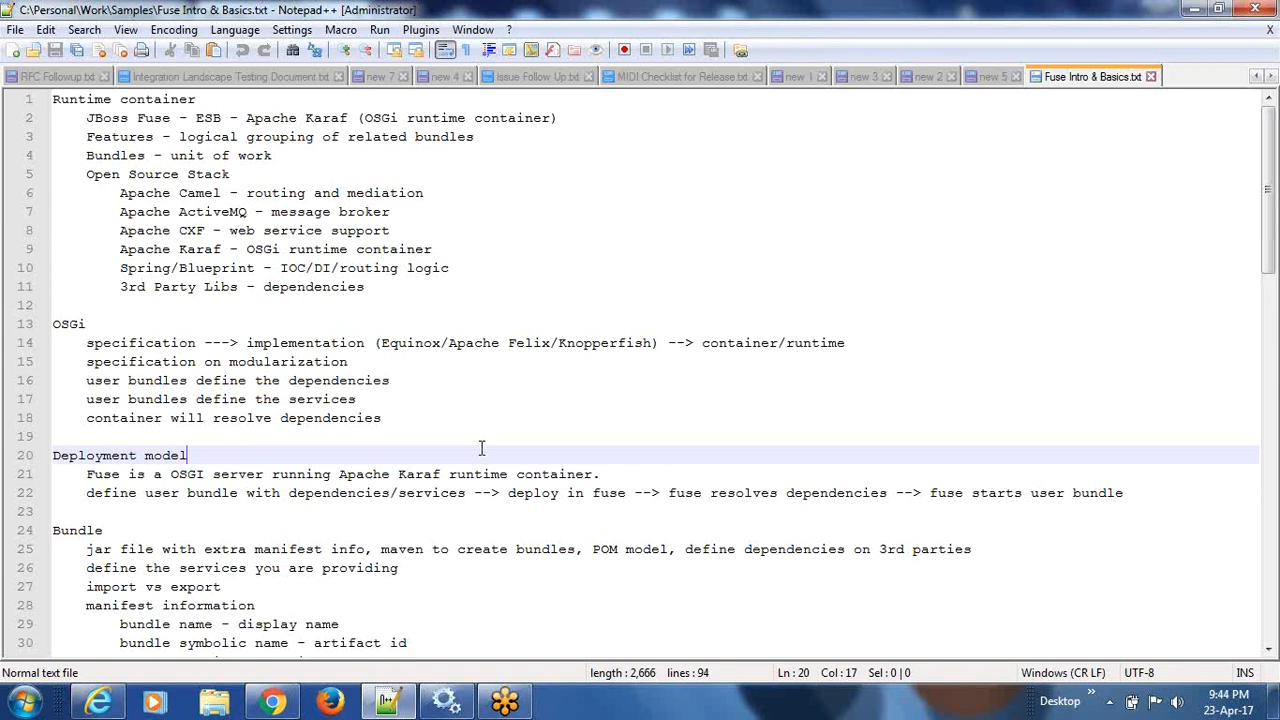 C:\Personal\Work\Samples\Fuse Intro & Basics.txt - Notepad++ [Administrator]
File Edit Search View Encoding Language Settings Macro Run Plugins Window ? X
RFC Followup.txt Integration Landscape Testing Document.txt new 7 new 4 Issue Follow Up.txt MIDI Checklist for Release.txt new 1 new 3 new 2 new 5 Fuse Intro & Basics.txt
1 Runtime container
2 JBoss Fuse - ESB - Apache Karaf (OSGi runtime container)
3 Features - logical grouping of related bundles
4 Bundles - unit of work
5 Open Source Stack
6 Apache Camel - routing and mediation
7 Apache ActiveMQ - message broker
8 Apache CXF - web service support
9 Apache Karaf - OSGi runtime container
10 Spring/Blueprint - IOC/DI/routing logic
11 3rd Party Libs - dependencies
12
13 OSGi
14 specification ---> implementation (Equinox/Apache Felix/Knopperfish) --> container/runtime
15 specification on modularization
16 user bundles define the dependencies
17 user bundles define the services
18 container will resolve dependencies
19
20 Deployment model
21 Fuse is a OSGI server running Apache Karaf runtime container.
22 define user bundle with dependencies/services --> deploy in fuse --> fuse resolves dependencies --> fuse starts user bundle
23
24 Bundle
25 jar file with extra manifest info, maven to create bundles, POM model, define dependencies on 3rd parties
26 define the services you are providing
27 import vs export
28 manifest information
29 bundle name - display name
30 bundle symbolic name - artifact id
Normal text file length : 2,666 lines : 94 Ln : 20 Col : 17 Sel : 0 | 0 Windows (CR LF) UTF-8 INS
Desktop 9:44 PM
23-Apr-17